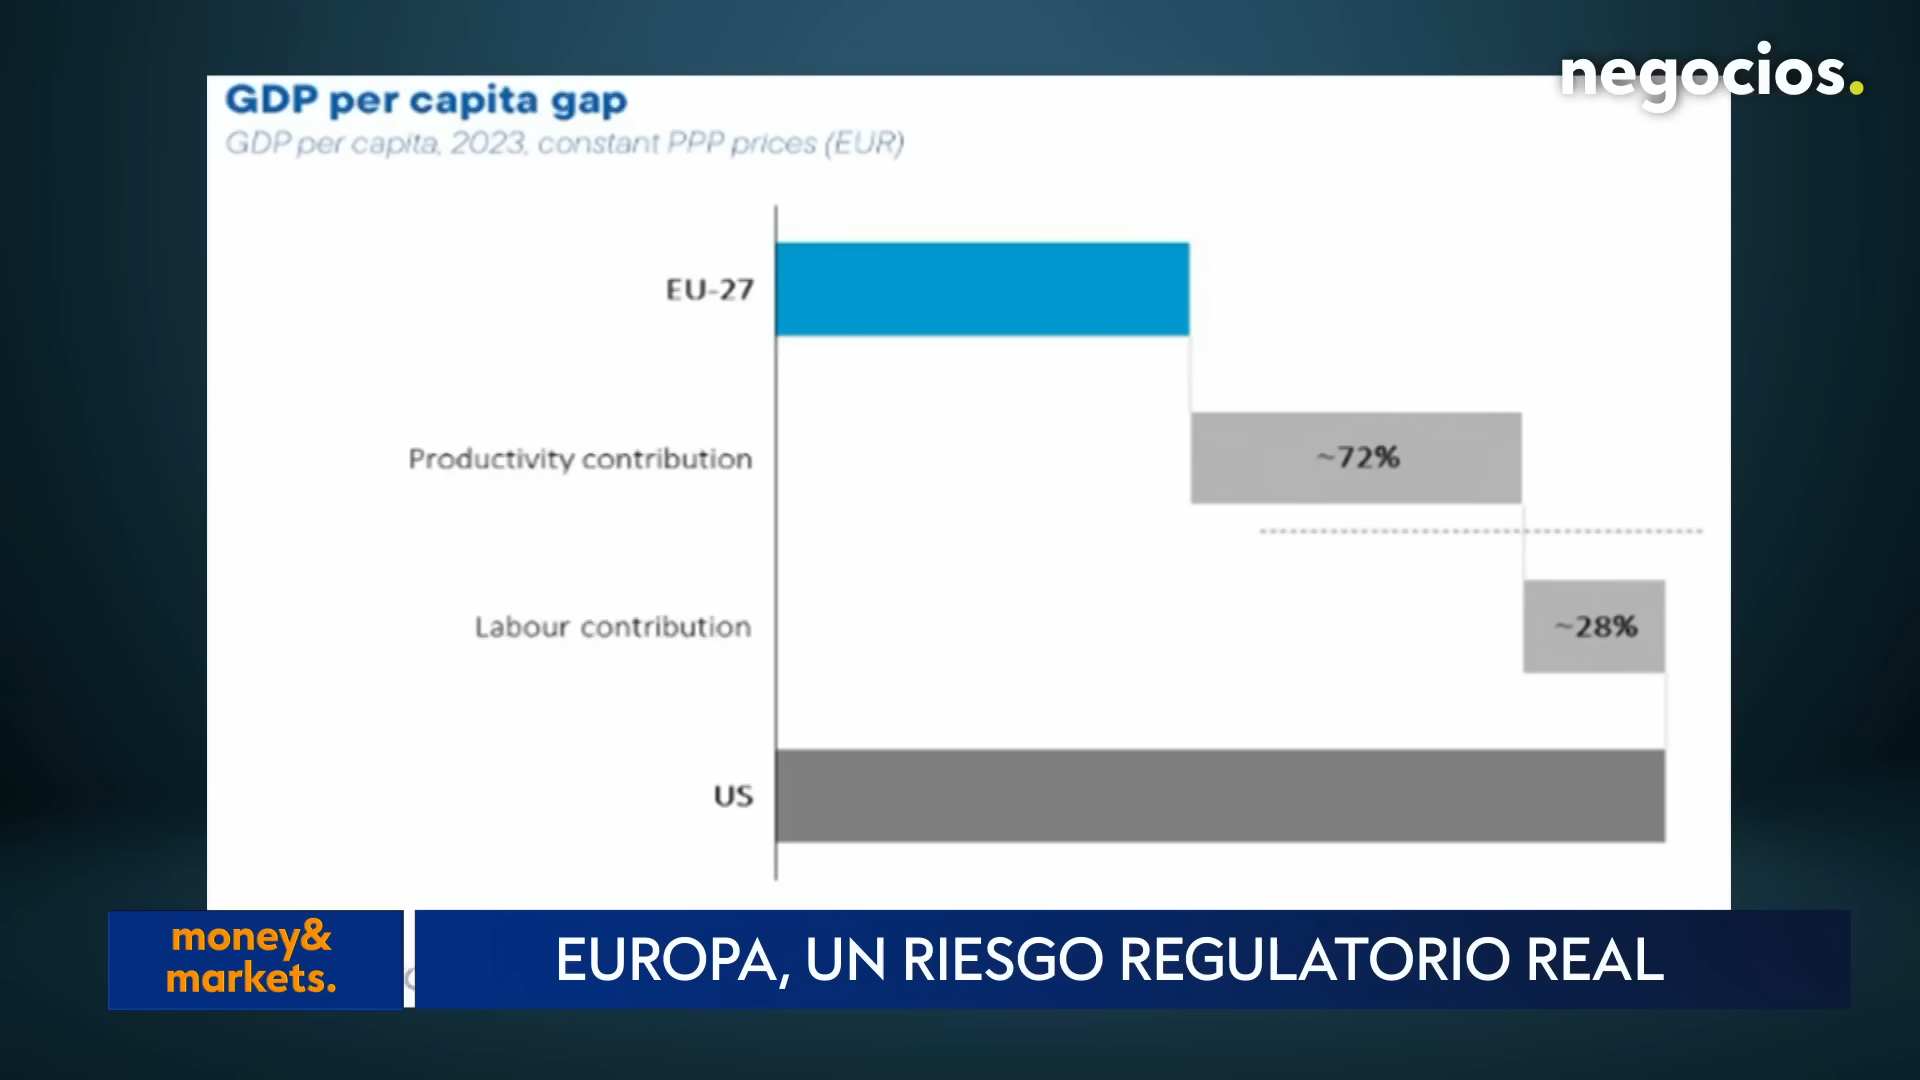 negocios.
GDP per capita gap
GDP per capita, 2023, constant PPP prices (EUR)
EU-27
Productivity contribution
~72%
Labour contribution
~28%
US
money&
markets.
EUROPA, UN RIESGO REGULATORIO REAL